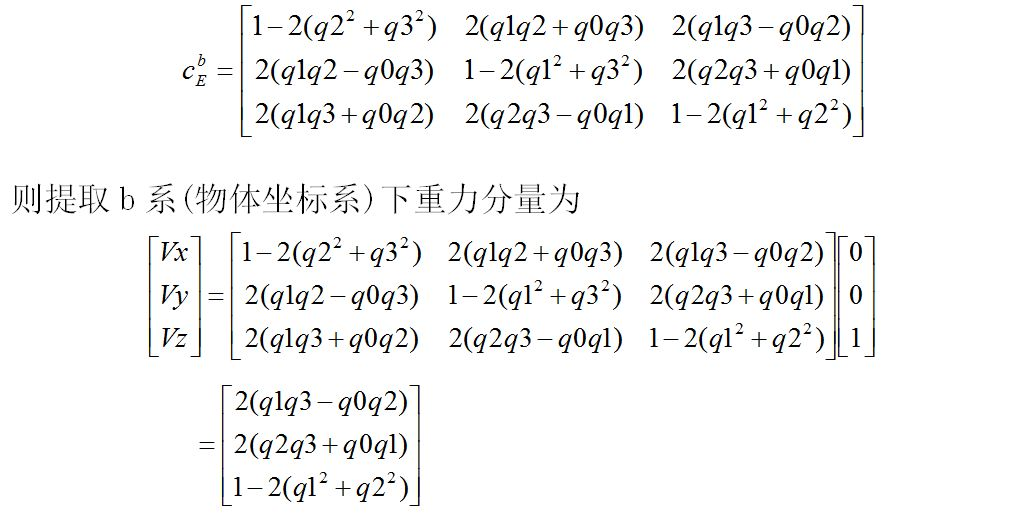 c_E^b = [ 1-2(q2²+q3²) 2(q1q2+q0q3) 2(q1q3-q0q2)
2(q1q2-q0q3) 1-2(q1²+q3²) 2(q2q3+q0q1)
2(q1q3+q0q2) 2(q2q3-q0q1) 1-2(q1²+q2²) ]
则提取 b 系(物体坐标系)下重力分量为
[ Vx ] [ 1-2(q2²+q3²) 2(q1q2+q0q3) 2(q1q3-q0q2) ] [ 0 ]
[ Vy ] = [ 2(q1q2-q0q3) 1-2(q1²+q3²) 2(q2q3+q0q1) ] [ 0 ]
[ Vz ] [ 2(q1q3+q0q2) 2(q2q3-q0q1) 1-2(q1²+q2²) ] [ 1 ]
[ 2(q1q3-q0q2) ]
= [ 2(q2q3+q0q1) ]
[ 1-2(q1²+q2²) ]